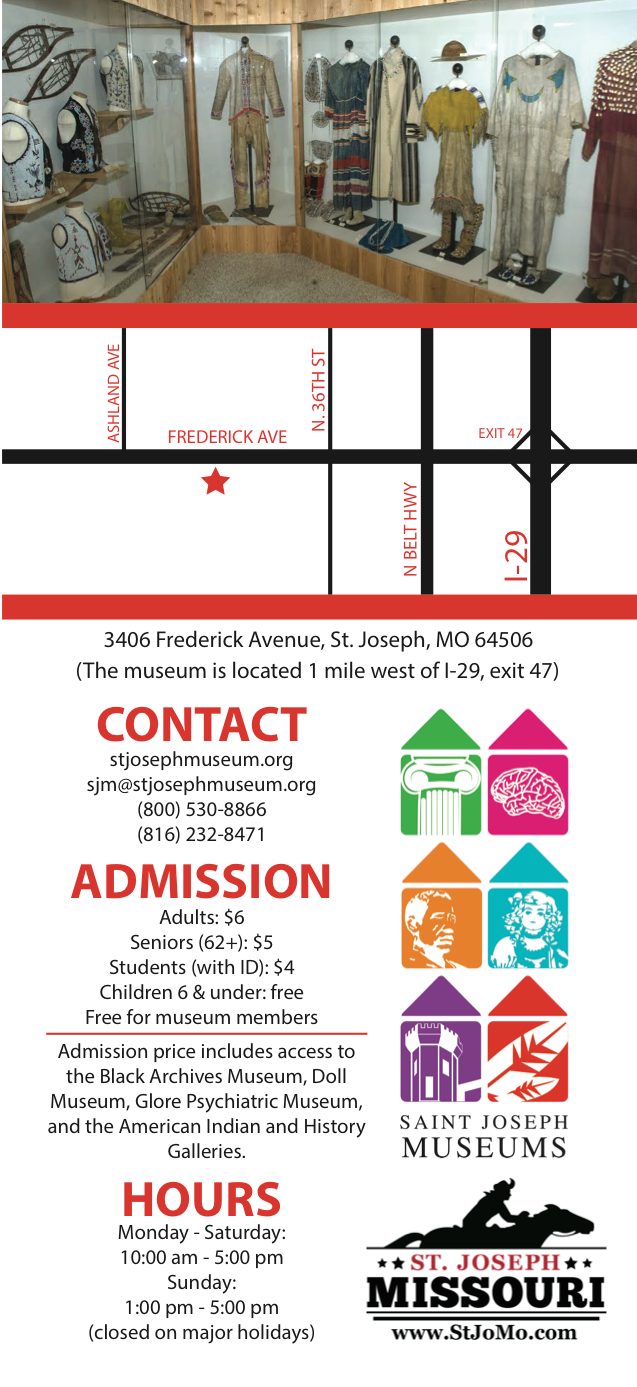 ASHLAND AVE
N. 36TH ST
FREDERICK AVE
EXIT 47
N BELT HWY
I-29
3406 Frederick Avenue, St. Joseph, MO 64506
(The museum is located 1 mile west of I-29, exit 47)
CONTACT
stjosephmuseum.org
sjm@stjosephmuseum.org
(800) 530-8866
(816) 232-8471
ADMISSION
Adults: $6
Seniors (62+): $5
Students (with ID): $4
Children 6 & under: free
Free for museum members
Admission price includes access to
the Black Archives Museum, Doll
Museum, Glore Psychiatric Museum,
and the American Indian and History
Galleries.
SAINT JOSEPH
MUSEUMS
HOURS
Monday - Saturday:
10:00 am - 5:00 pm
Sunday:
1:00 pm - 5:00 pm
(closed on major holidays)
ST. JOSEPH
MISSOURI
www.StJoMo.com